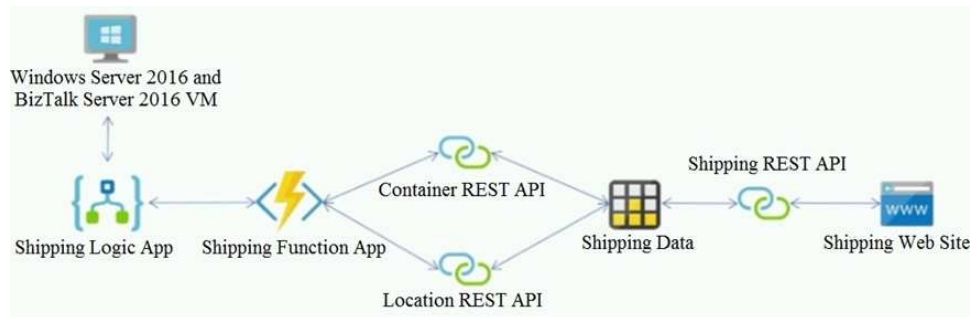 Windows Server 2016 and
BizTalk Server 2016 VM
Shipping REST API
Container REST API
Shipping Logic App
Shipping Function App
Shipping Data
WWW
Shipping Web Site
Location REST API